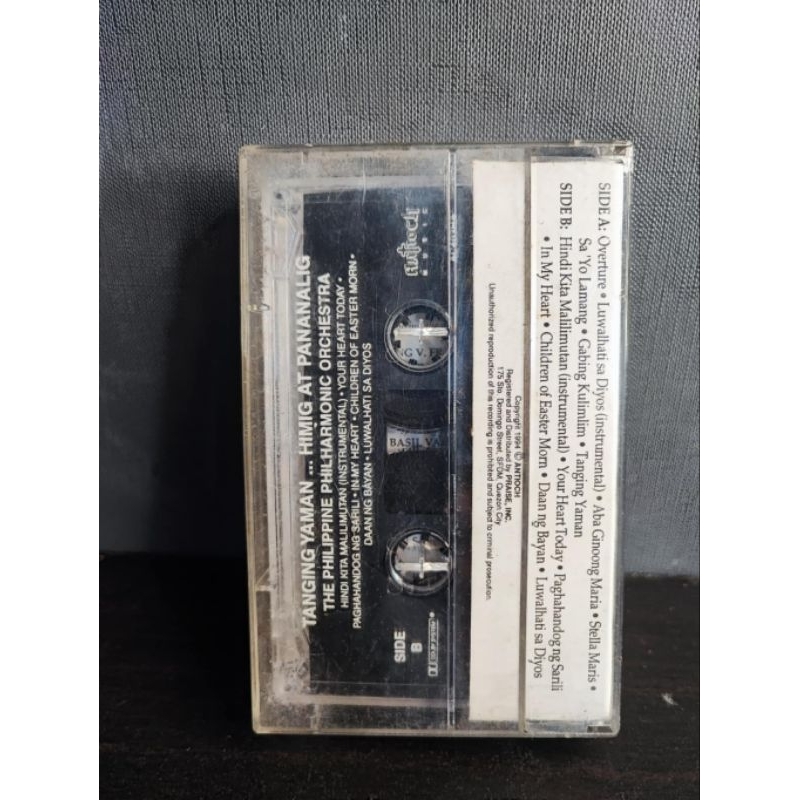 SIDE A: Overture • Luwalhati sa Diyos (instrumental) • Aba Ginoong Maria • Stella Maris •
Sa 'Yo Lamang • Gabing Kulimlim • Tanging Yaman
SIDE B: Hindi Kita Malilimutan (instrumental) • Your Heart Today • Paghahandog ng Sarili
• In My Heart • Children of Easter Morn • Daan ng Bayan • Luwalhati sa Diyos
Copyright 1994 © ANTIOCH
Registered and Distributed by PRAISE, INC.
175 Sto. Domingo Street, SFDM, Quezon City
Unauthorized reproduction of this recording is prohibited and subject to criminal prosecution.
Antioch
MUSIC
TANGING YAMAN ... HIMIG AT PANANALIG
THE PHILIPPINE PHILHARMONIC ORCHESTRA
HINDI KITA MALILIMUTAN (INSTRUMENTAL) • YOUR HEART TODAY •
PAGHAHANDOG NG SARILI • IN MY HEART • CHILDREN OF EASTER MORN •
DAAN NG BAYAN • LUWALHATI SA DIYOS
BASIL VA
SIDE
B